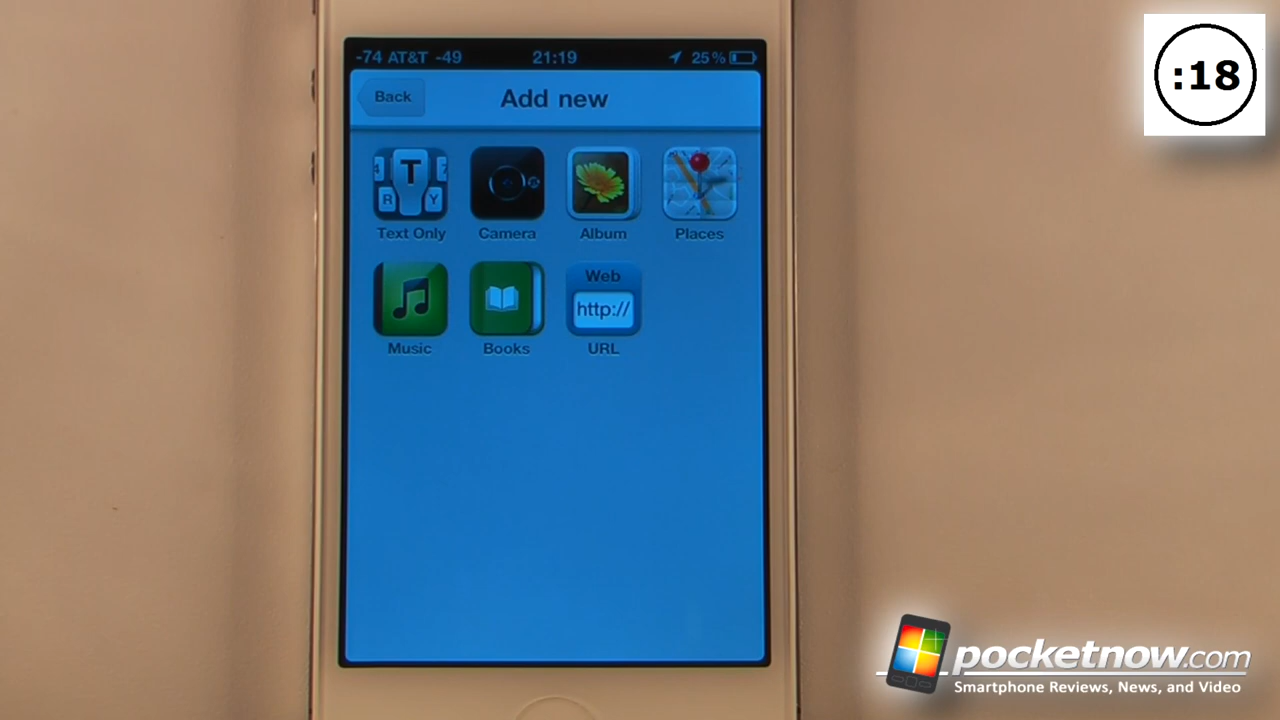 -74 AT&T -49 21:19 25%
Back Add new
T
R Y
Text Only Camera Album Places
Web
http://
Music Books URL
:18
pocketnow.com
Smartphone Reviews, News, and Video